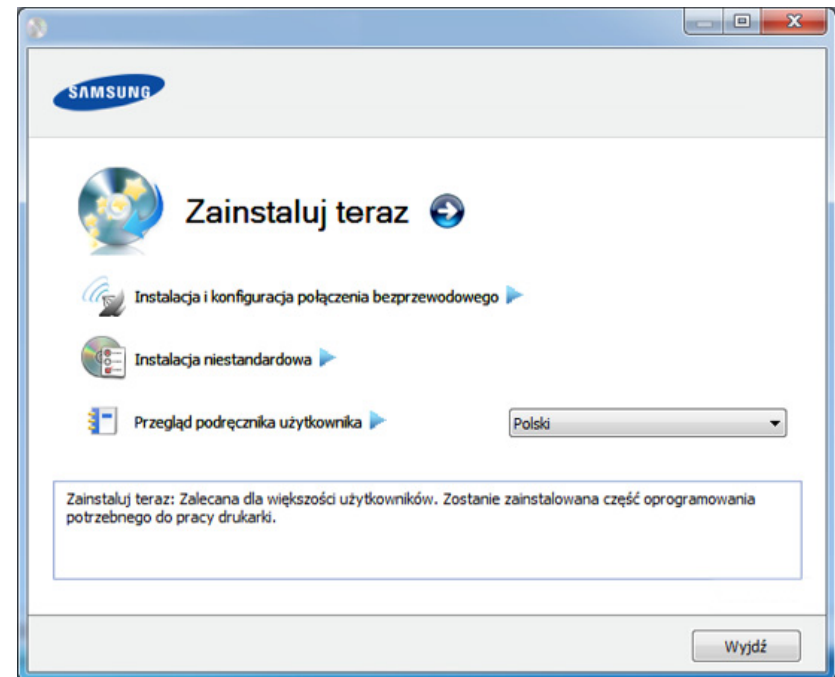 SAMSUNG
Zainstaluj teraz
Instalacja i konfiguracja połączenia bezprzewodowego
Instalacja niestandardowa
Przegląd podręcznika użytkownika
Polski
Zainstaluj teraz: Zalecana dla większości użytkowników. Zostanie zainstalowana część oprogramowania
potrzebnego do pracy drukarki.
Wyjdź